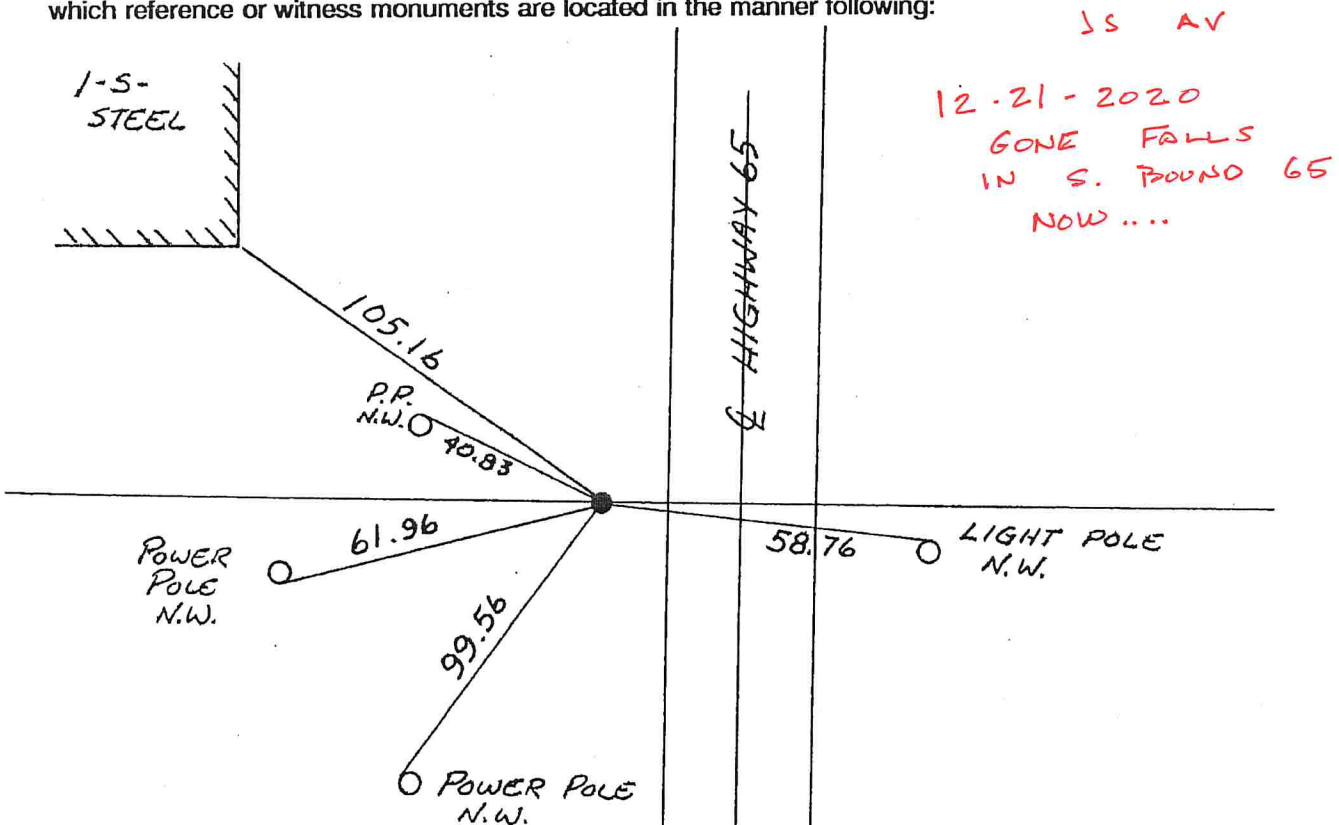 which reference or witness monuments are located in the manner following:
JS AV
12-21-2020
GONE FALLS
IN S. BOUND 65
NOW ....
1-S-
STEEL
℄ HIGHWAY 65
105.16
P.P.
N.W.
40.83
61.96
POWER
POLE
N.W.
58.76
LIGHT POLE
N.W.
99.56
POWER POLE
N.W.